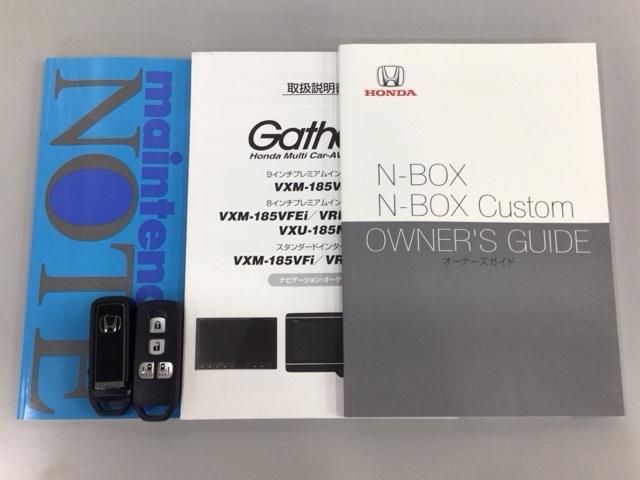 maintenance
NOTE
取扱説明書
Gathe
Honda Multi Car-AV
9インチプレミアムイン
VXM-185V
8インチプレミアムイン
VXM-185VFEi/VR
VXU-185
スタンダードインター
VXM-185VFi/VR
ナビゲーション・オーデ
HONDA
N-BOX
N-BOX Custom
OWNER'S GUIDE
オーナーズガイド